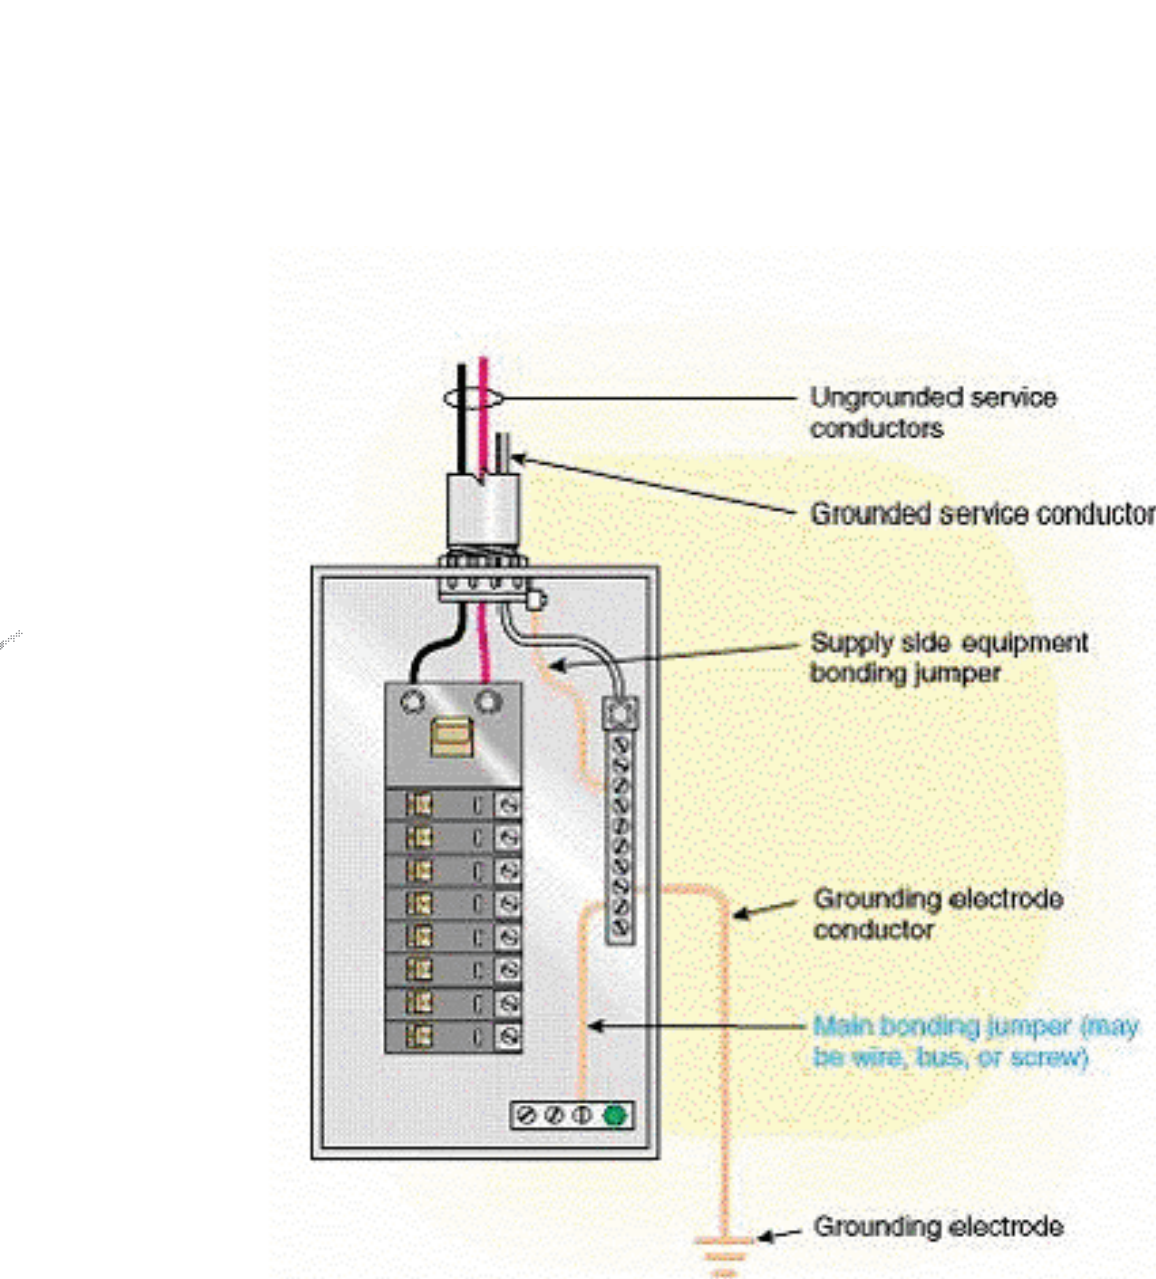 Ungrounded service
conductors
Grounded service conductor
Supply side equipment
bonding jumper
Grounding electrode
conductor
Main bonding jumper (may
be wire, bus, or screw)
Grounding electrode